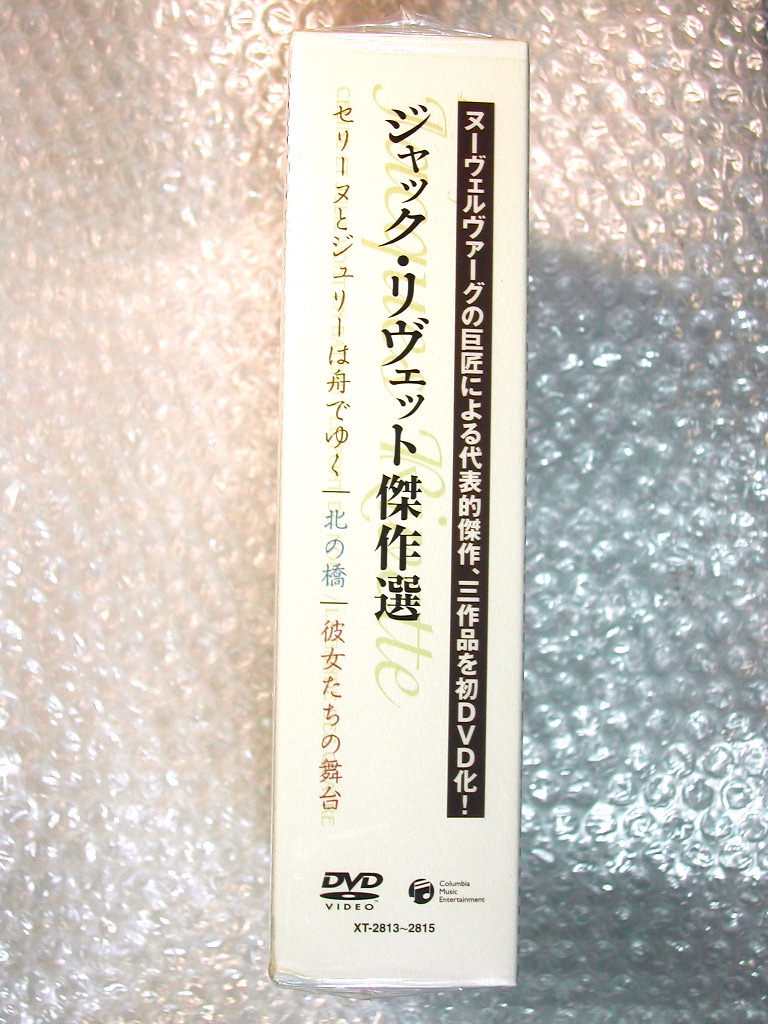 ヌーヴェルヴァーグの巨匠による代表的傑作、三作品を初DVD化！
ジャック・リヴェット傑作選
セリーヌとジュリーは舟でゆく｜北の橋｜彼女たちの舞台
DVD
VIDEO
Columbia
Music
Entertainment
XT-2813~2815